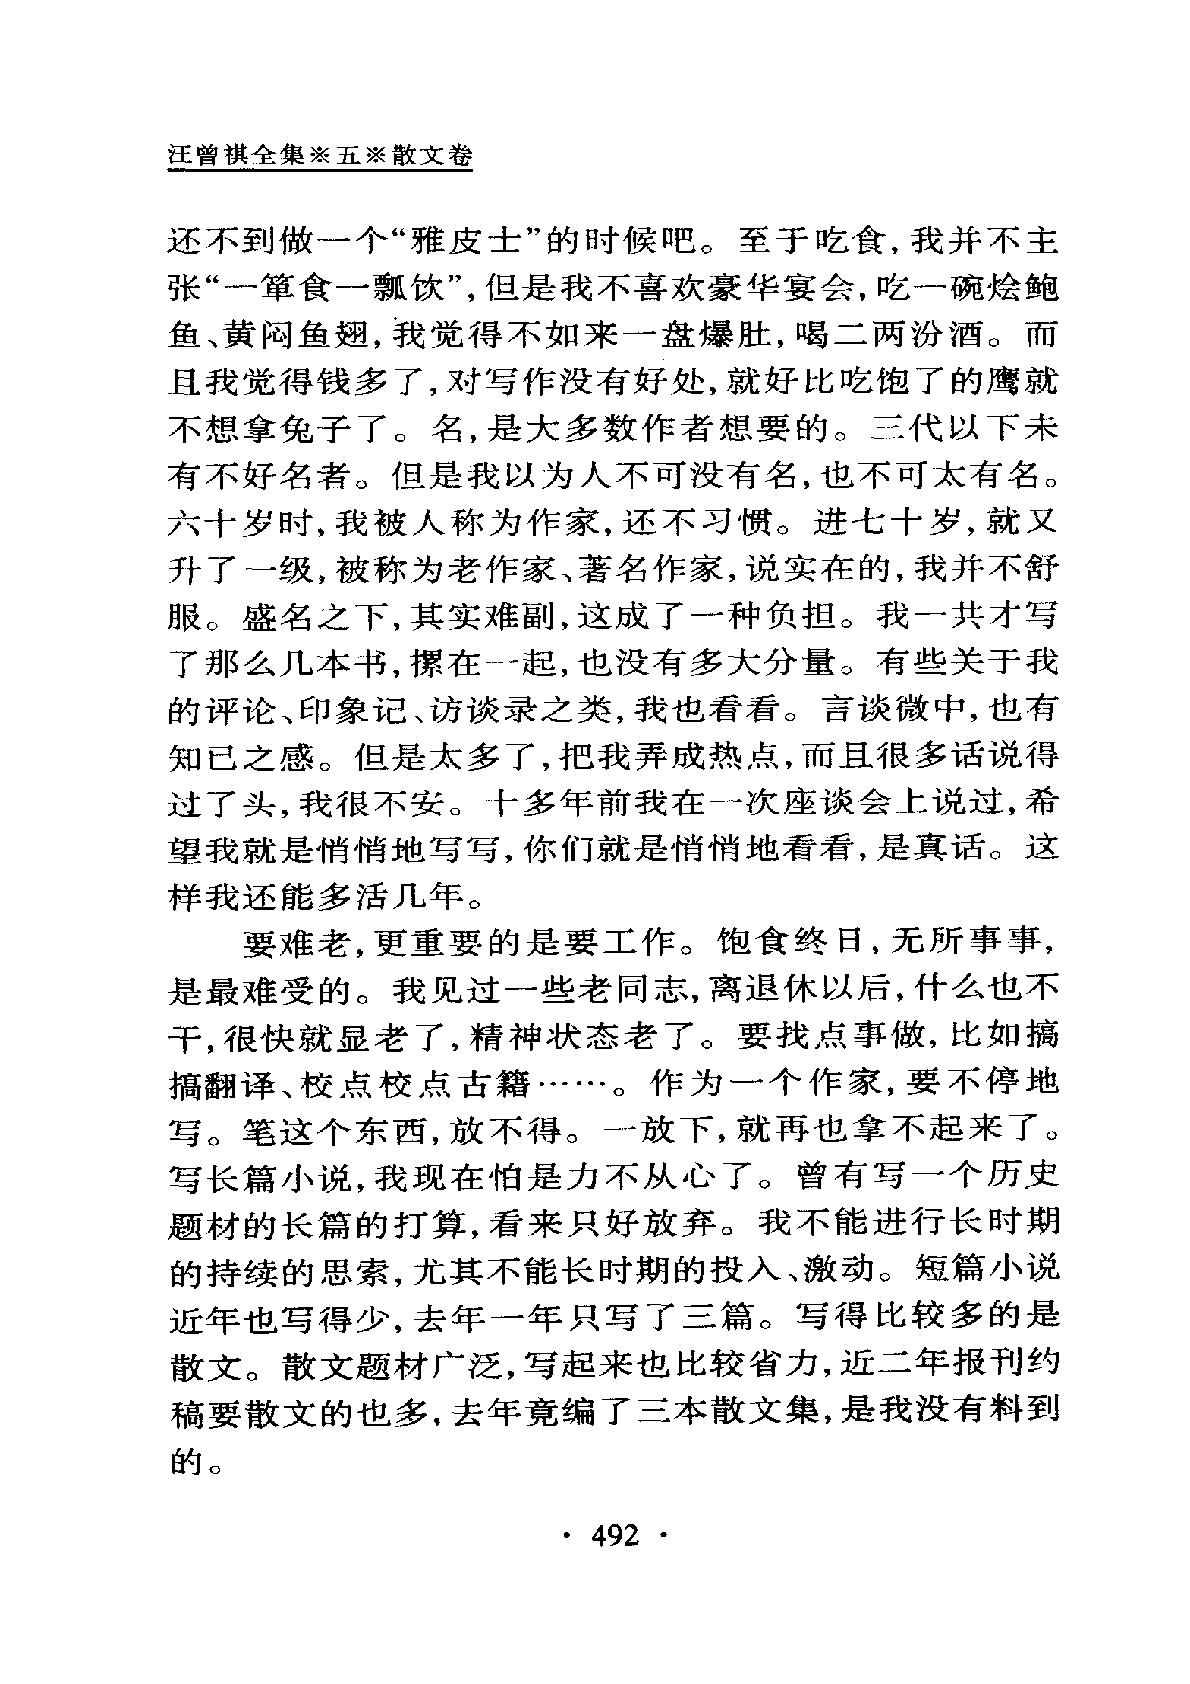 汪曾祺全集※五※散文卷
还不到做一个“雅皮士”的时候吧。至于吃食,我并不主
张“一箪食一瓢饮”,但是我不喜欢豪华宴会,吃一碗烩鲍
鱼、黄闷鱼翅,我觉得不如来一盘爆肚,喝二两汾酒。而
且我觉得钱多了,对写作没有好处,就好比吃饱了的鹰就
不想拿兔子了。名,是大多数作者想要的。三代以下未
有不好名者。但是我以为人不可没有名,也不可太有名。
六十岁时,我被人称为作家,还不习惯。进七十岁,就又
升了一级,被称为老作家、著名作家,说实在的,我并不舒
服。盛名之下,其实难副,这成了一种负担。我一共才写
了那么几本书,摞在一起,也没有多大分量。有些关于我
的评论、印象记、访谈录之类,我也看看。言谈微中,也有
知已之感。但是太多了,把我弄成热点,而且很多话说得
过了头,我很不安。十多年前我在一次座谈会上说过,希
望我就是悄悄地写写,你们就是悄悄地看看,是真话。这
样我还能多活几年。
要难老,更重要的是要工作。饱食终日,无所事事,
是最难受的。我见过一些老同志,离退休以后,什么也不
干,很快就显老了,精神状态老了。要找点事做,比如搞
搞翻译、校点校点古籍……。作为一个作家,要不停地
写。笔这个东西,放不得。一放下,就再也拿不起来了。
写长篇小说,我现在怕是力不从心了。曾有写一个历史
题材的长篇的打算,看来只好放弃。我不能进行长时期
的持续的思索,尤其不能长时期的投入、激动。短篇小说
近年也写得少,去年一年只写了三篇。写得比较多的是
散文。散文题材广泛,写起来也比较省力,近二年报刊约
稿要散文的也多,去年竟编了三本散文集,是我没有料到
的。
· 492 ·